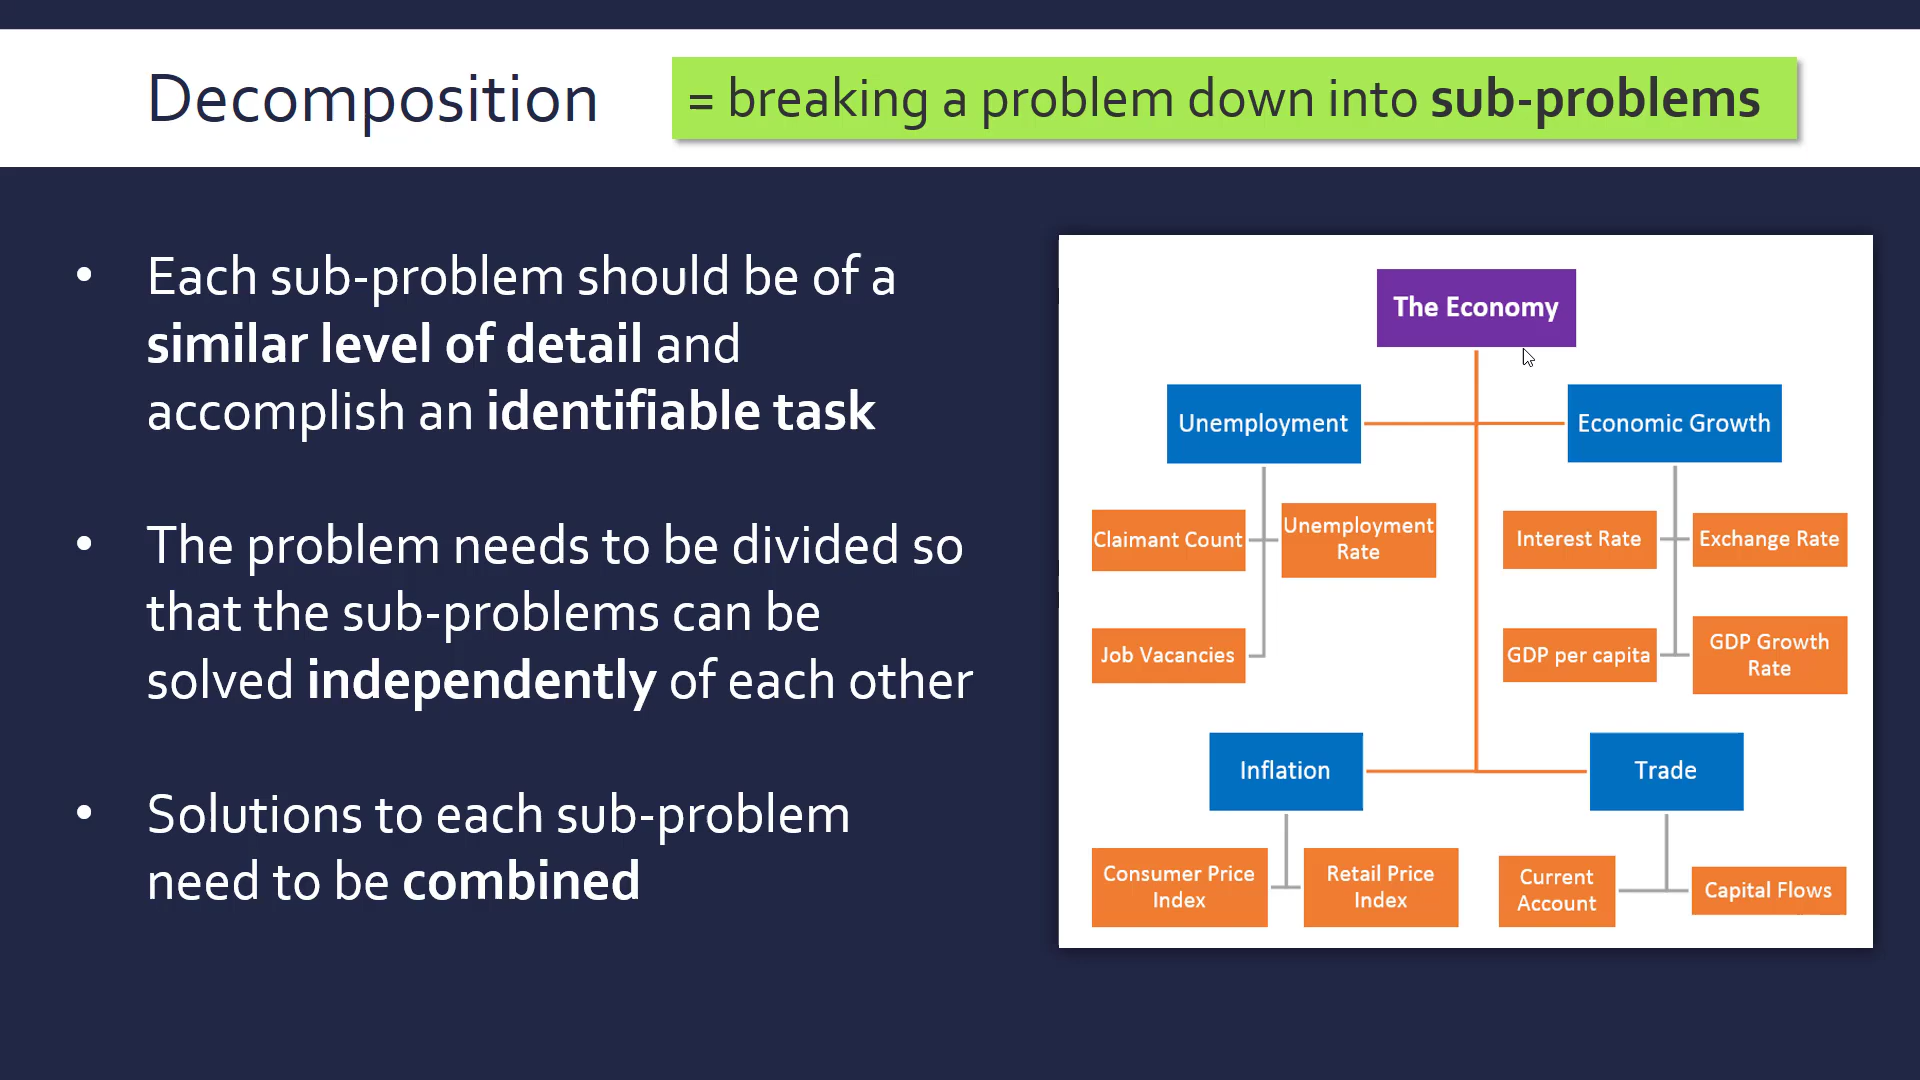 Decomposition
= breaking a problem down into sub-problems
• Each sub-problem should be of a
similar level of detail and
accomplish an identifiable task
• The problem needs to be divided so
that the sub-problems can be
solved independently of each other
• Solutions to each sub-problem
need to be combined
The Economy
Unemployment
Economic Growth
Claimant Count
Unemployment
Rate
Interest Rate
Exchange Rate
Job Vacancies
GDP per capita
GDP Growth
Rate
Inflation
Trade
Consumer Price
Index
Retail Price
Index
Current
Account
Capital Flows